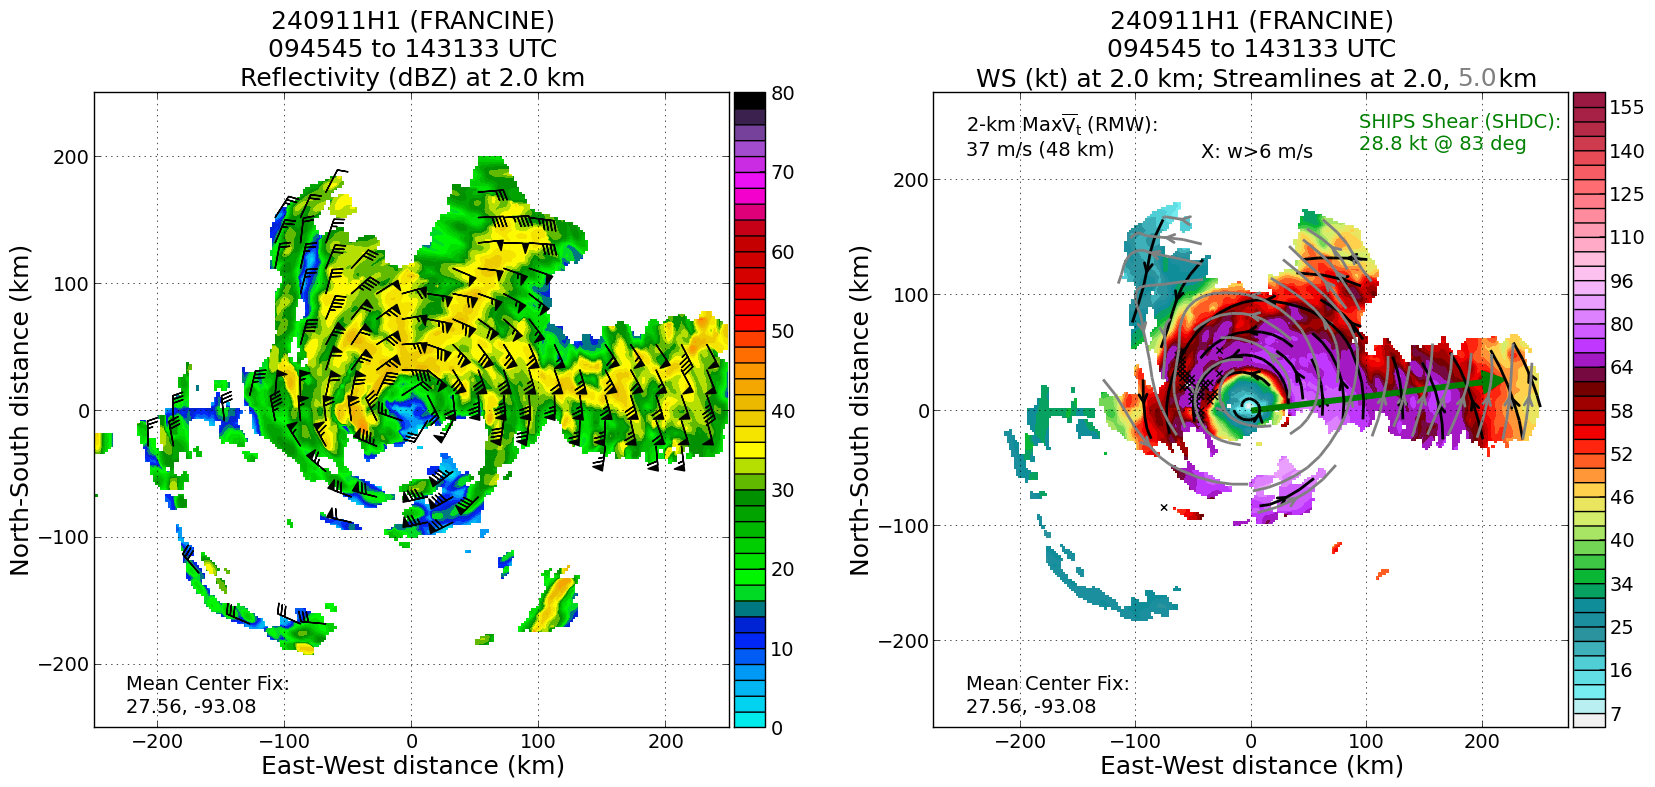 240911H1 (FRANCINE)
094545 to 143133 UTC
Reflectivity (dBZ) at 2.0 km
North-South distance (km)
200
100
0
−100
−200
−200
−100
0
100
200
East-West distance (km)
Mean Center Fix:
27.56, -93.08
80
70
60
50
40
30
20
10
0
240911H1 (FRANCINE)
094545 to 143133 UTC
WS (kt) at 2.0 km; Streamlines at 2.0, 5.0 km
2-km Max V̅t (RMW):
37 m/s (48 km)
X: w>6 m/s
SHIPS Shear (SHDC):
28.8 kt @ 83 deg
North-South distance (km)
200
100
0
−100
−200
−200
−100
0
100
200
East-West distance (km)
Mean Center Fix:
27.56, -93.08
155
140
125
110
96
80
64
58
52
46
40
34
25
16
7